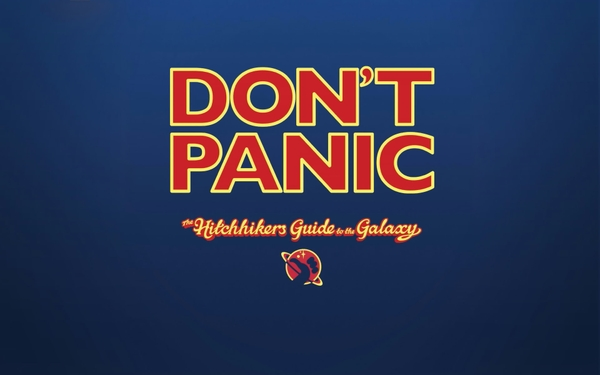 DON'T
PANIC
The Hitchhikers Guide to the Galaxy